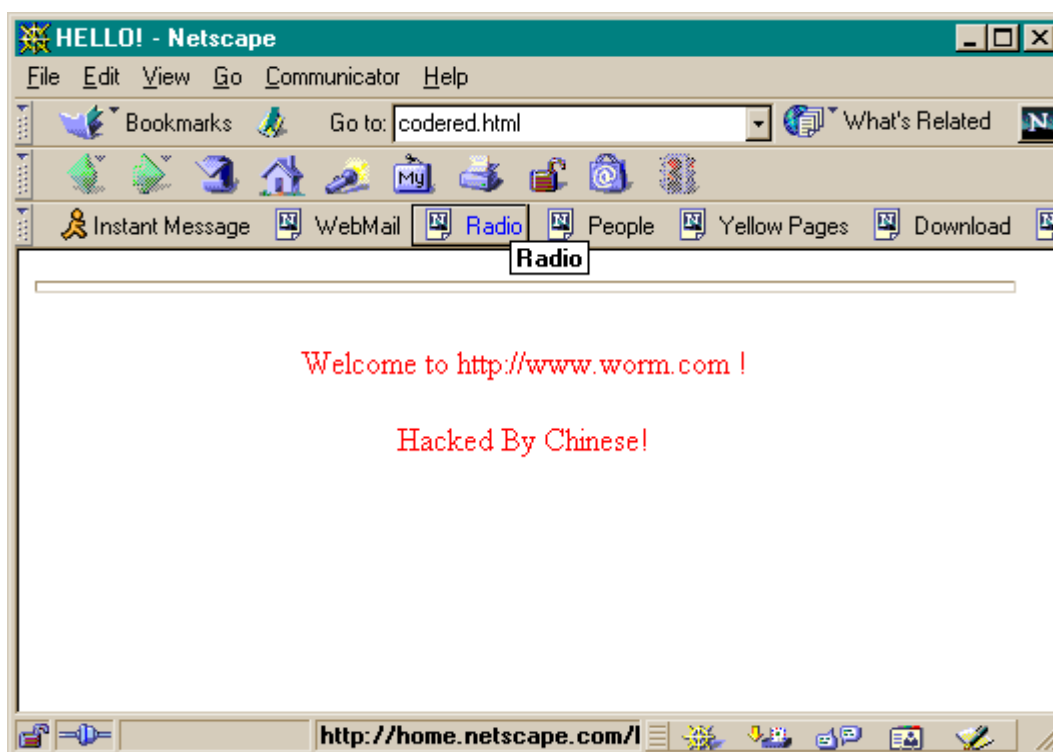 HELLO! - Netscape
File Edit View Go Communicator Help
Bookmarks Go to: codered.html What's Related N
My
Instant Message WebMail Radio People Yellow Pages Download
Radio
Welcome to http://www.worm.com !
Hacked By Chinese!
http://home.netscape.com/